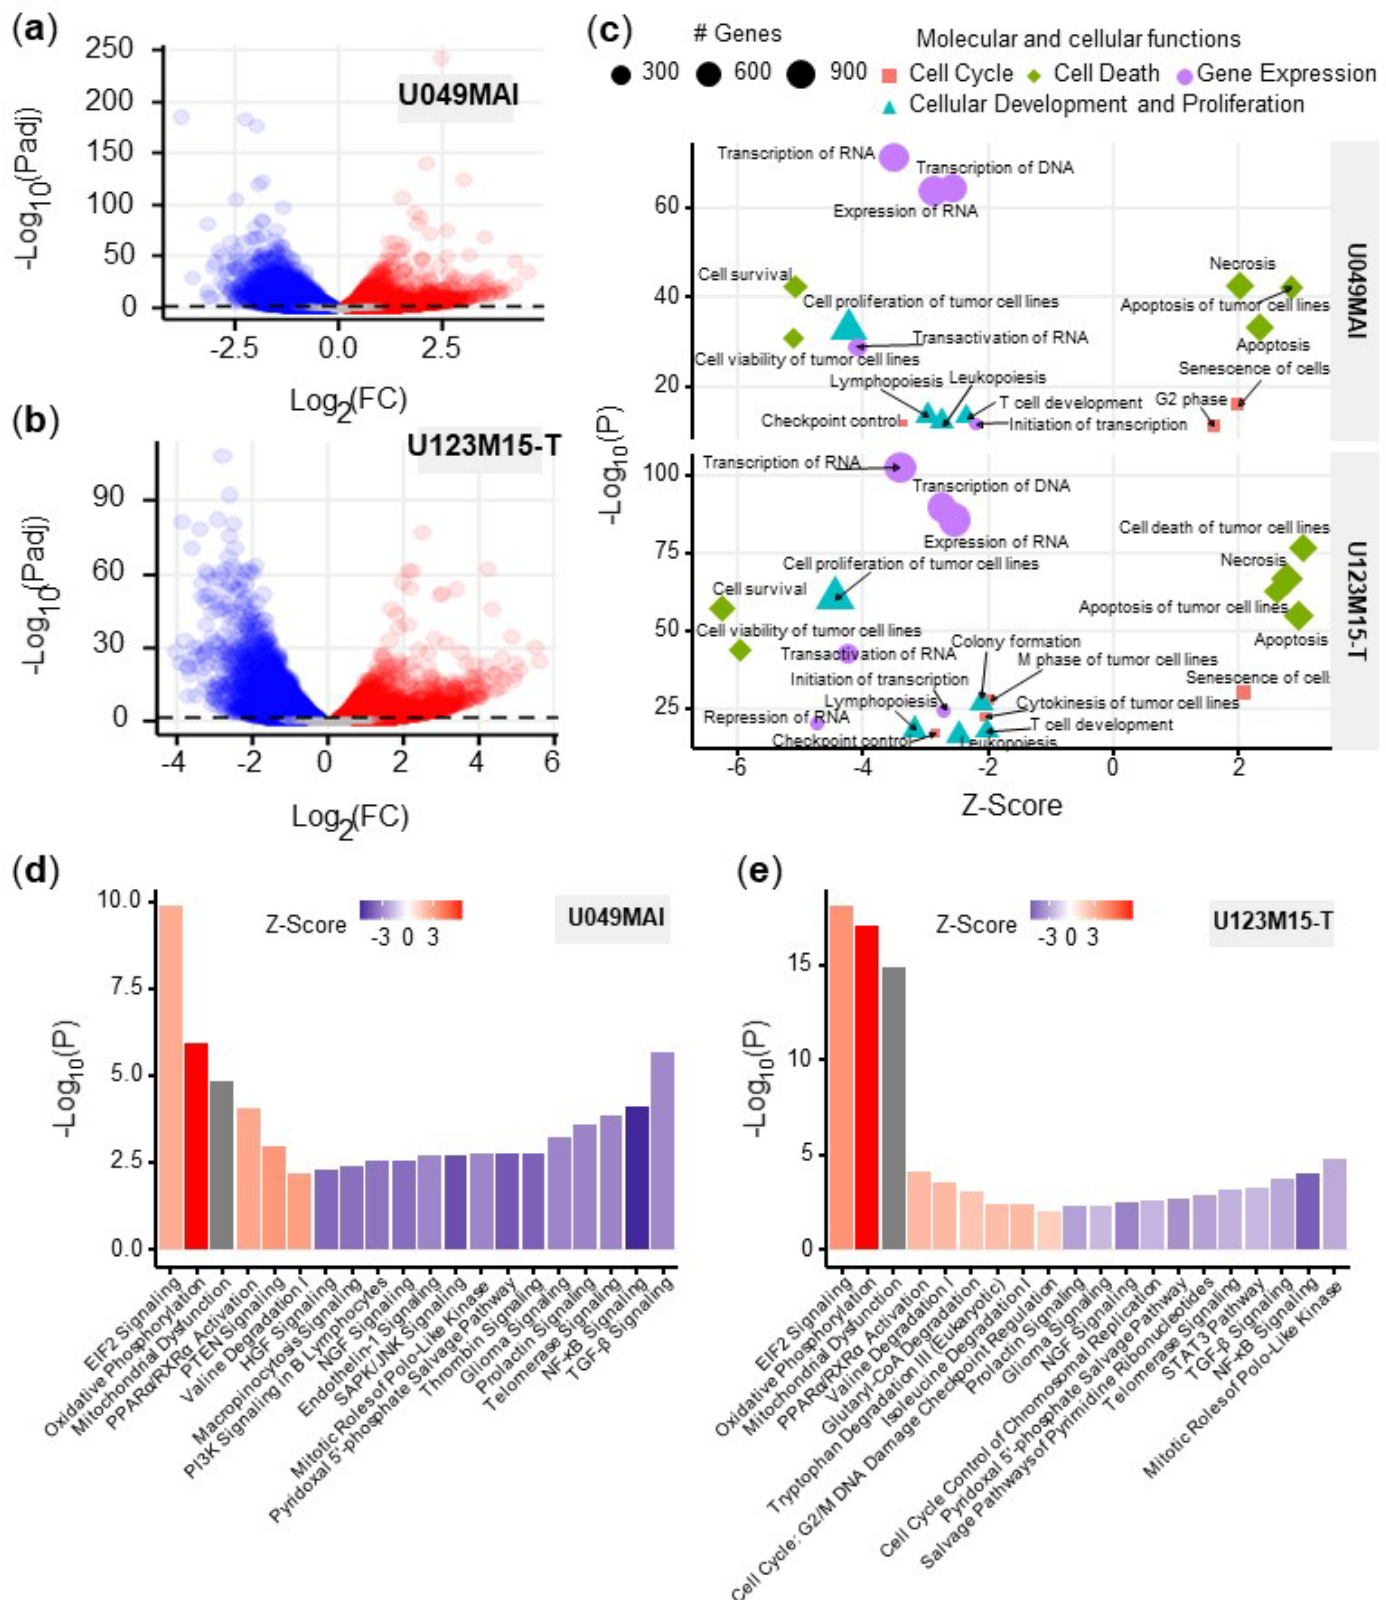 (a)
250
200
150
100
50
0
-Log10(Padj)
U049MAI
-2.5 0.0 2.5
Log2(FC)
(b)
90
60
30
0
-Log10(Padj)
U123M15-T
-4 -2 0 2 4 6
Log2(FC)
(c)
# Genes
300 600 900
Molecular and cellular functions
Cell Cycle Cell Death Gene Expression
Cellular Development and Proliferation
-Log10(P)
60
40
20
U049MAI
Transcription of RNA
Transcription of DNA
Expression of RNA
Necrosis
Cell survival
Cell proliferation of tumor cell lines
Apoptosis of tumor cell lines
Transactivation of RNA
Apoptosis
Cell viability of tumor cell lines
Senescence of cells
Lymphopoiesis
Leukopoiesis
G2 phase
T cell development
Checkpoint control
Initiation of transcription
100
75
50
25
U123M15-T
Transcription of RNA
Transcription of DNA
Cell death of tumor cell lines
Expression of RNA
Necrosis
Cell proliferation of tumor cell lines
Cell survival
Apoptosis of tumor cell lines
Cell viability of tumor cell lines
Apoptosis
Colony formation
Transactivation of RNA
M phase of tumor cell lines
Initiation of transcription
Senescence of cell
Lymphopoiesis
Cytokinesis of tumor cell lines
Repression of RNA
T cell development
Checkpoint control
Leukopoiesis
-6 -4 -2 0 2
Z-Score
(d)
10.0
7.5
5.0
2.5
0.0
-Log10(P)
Z-Score
-3 0 3
U049MAI
EIF2 Signaling
Oxidative Phosphorylation
Mitochondrial Dysfunction
PPARα/RXRα Activation
PTEN Signaling
Valine Degradation I
HGF Signaling
Macropinocytosis Signaling
PI3K Signaling in B Lymphocytes
NGF Signaling
Endothelin-1 Signaling
SAPK/JNK Signaling
Mitotic Roles of Polo-Like Kinase
Pyridoxal 5'-phosphate Salvage Pathway
Thrombin Signaling
Glioma Signaling
Prolactin Signaling
Telomerase Signaling
NF-κB Signaling
TGF-β Signaling
(e)
15
10
5
0
-Log10(P)
Z-Score
-3 0 3
U123M15-T
EIF2 Signaling
Oxidative Phosphorylation
Mitochondrial Dysfunction
PPARα/RXRα Activation
Valine Degradation I
Glutaryl-CoA Degradation
Tryptophan Degradation III (Eukaryotic)
Isoleucine Degradation I
Cell Cycle: G2/M DNA Damage Checkpoint Regulation
Prolactin Signaling
Glioma Signaling
NGF Signaling
Cell Cycle Control of Chromosomal Replication
Pyridoxal 5'-phosphate Salvage Pathway
Salvage Pathways of Pyrimidine Ribonucleotides
Telomerase Signaling
STAT3 Pathway
TGF-β Signaling
NF-κB Signaling
Mitotic Roles of Polo-Like Kinase